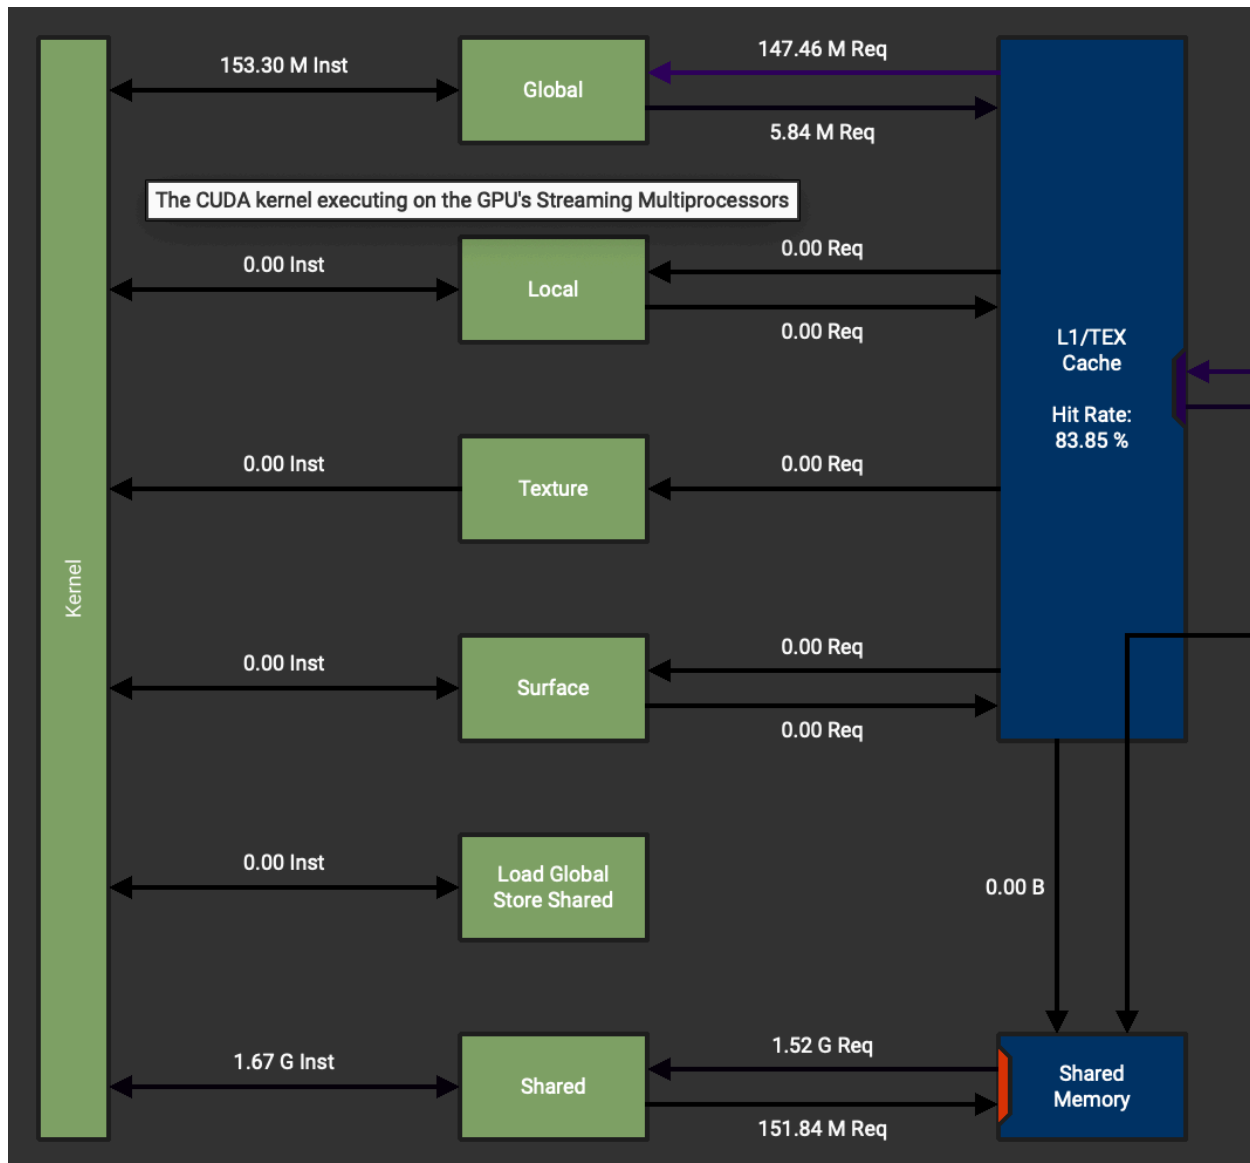 153.30 M Inst
Global
147.46 M Req
5.84 M Req
The CUDA kernel executing on the GPU's Streaming Multiprocessors
0.00 Inst
Local
0.00 Req
0.00 Req
L1/TEX
Cache
Hit Rate:
83.85 %
0.00 Inst
Texture
0.00 Req
Kernel
0.00 Inst
Surface
0.00 Req
0.00 Req
0.00 Inst
Load Global
Store Shared
0.00 B
1.67 G Inst
Shared
1.52 G Req
151.84 M Req
Shared
Memory